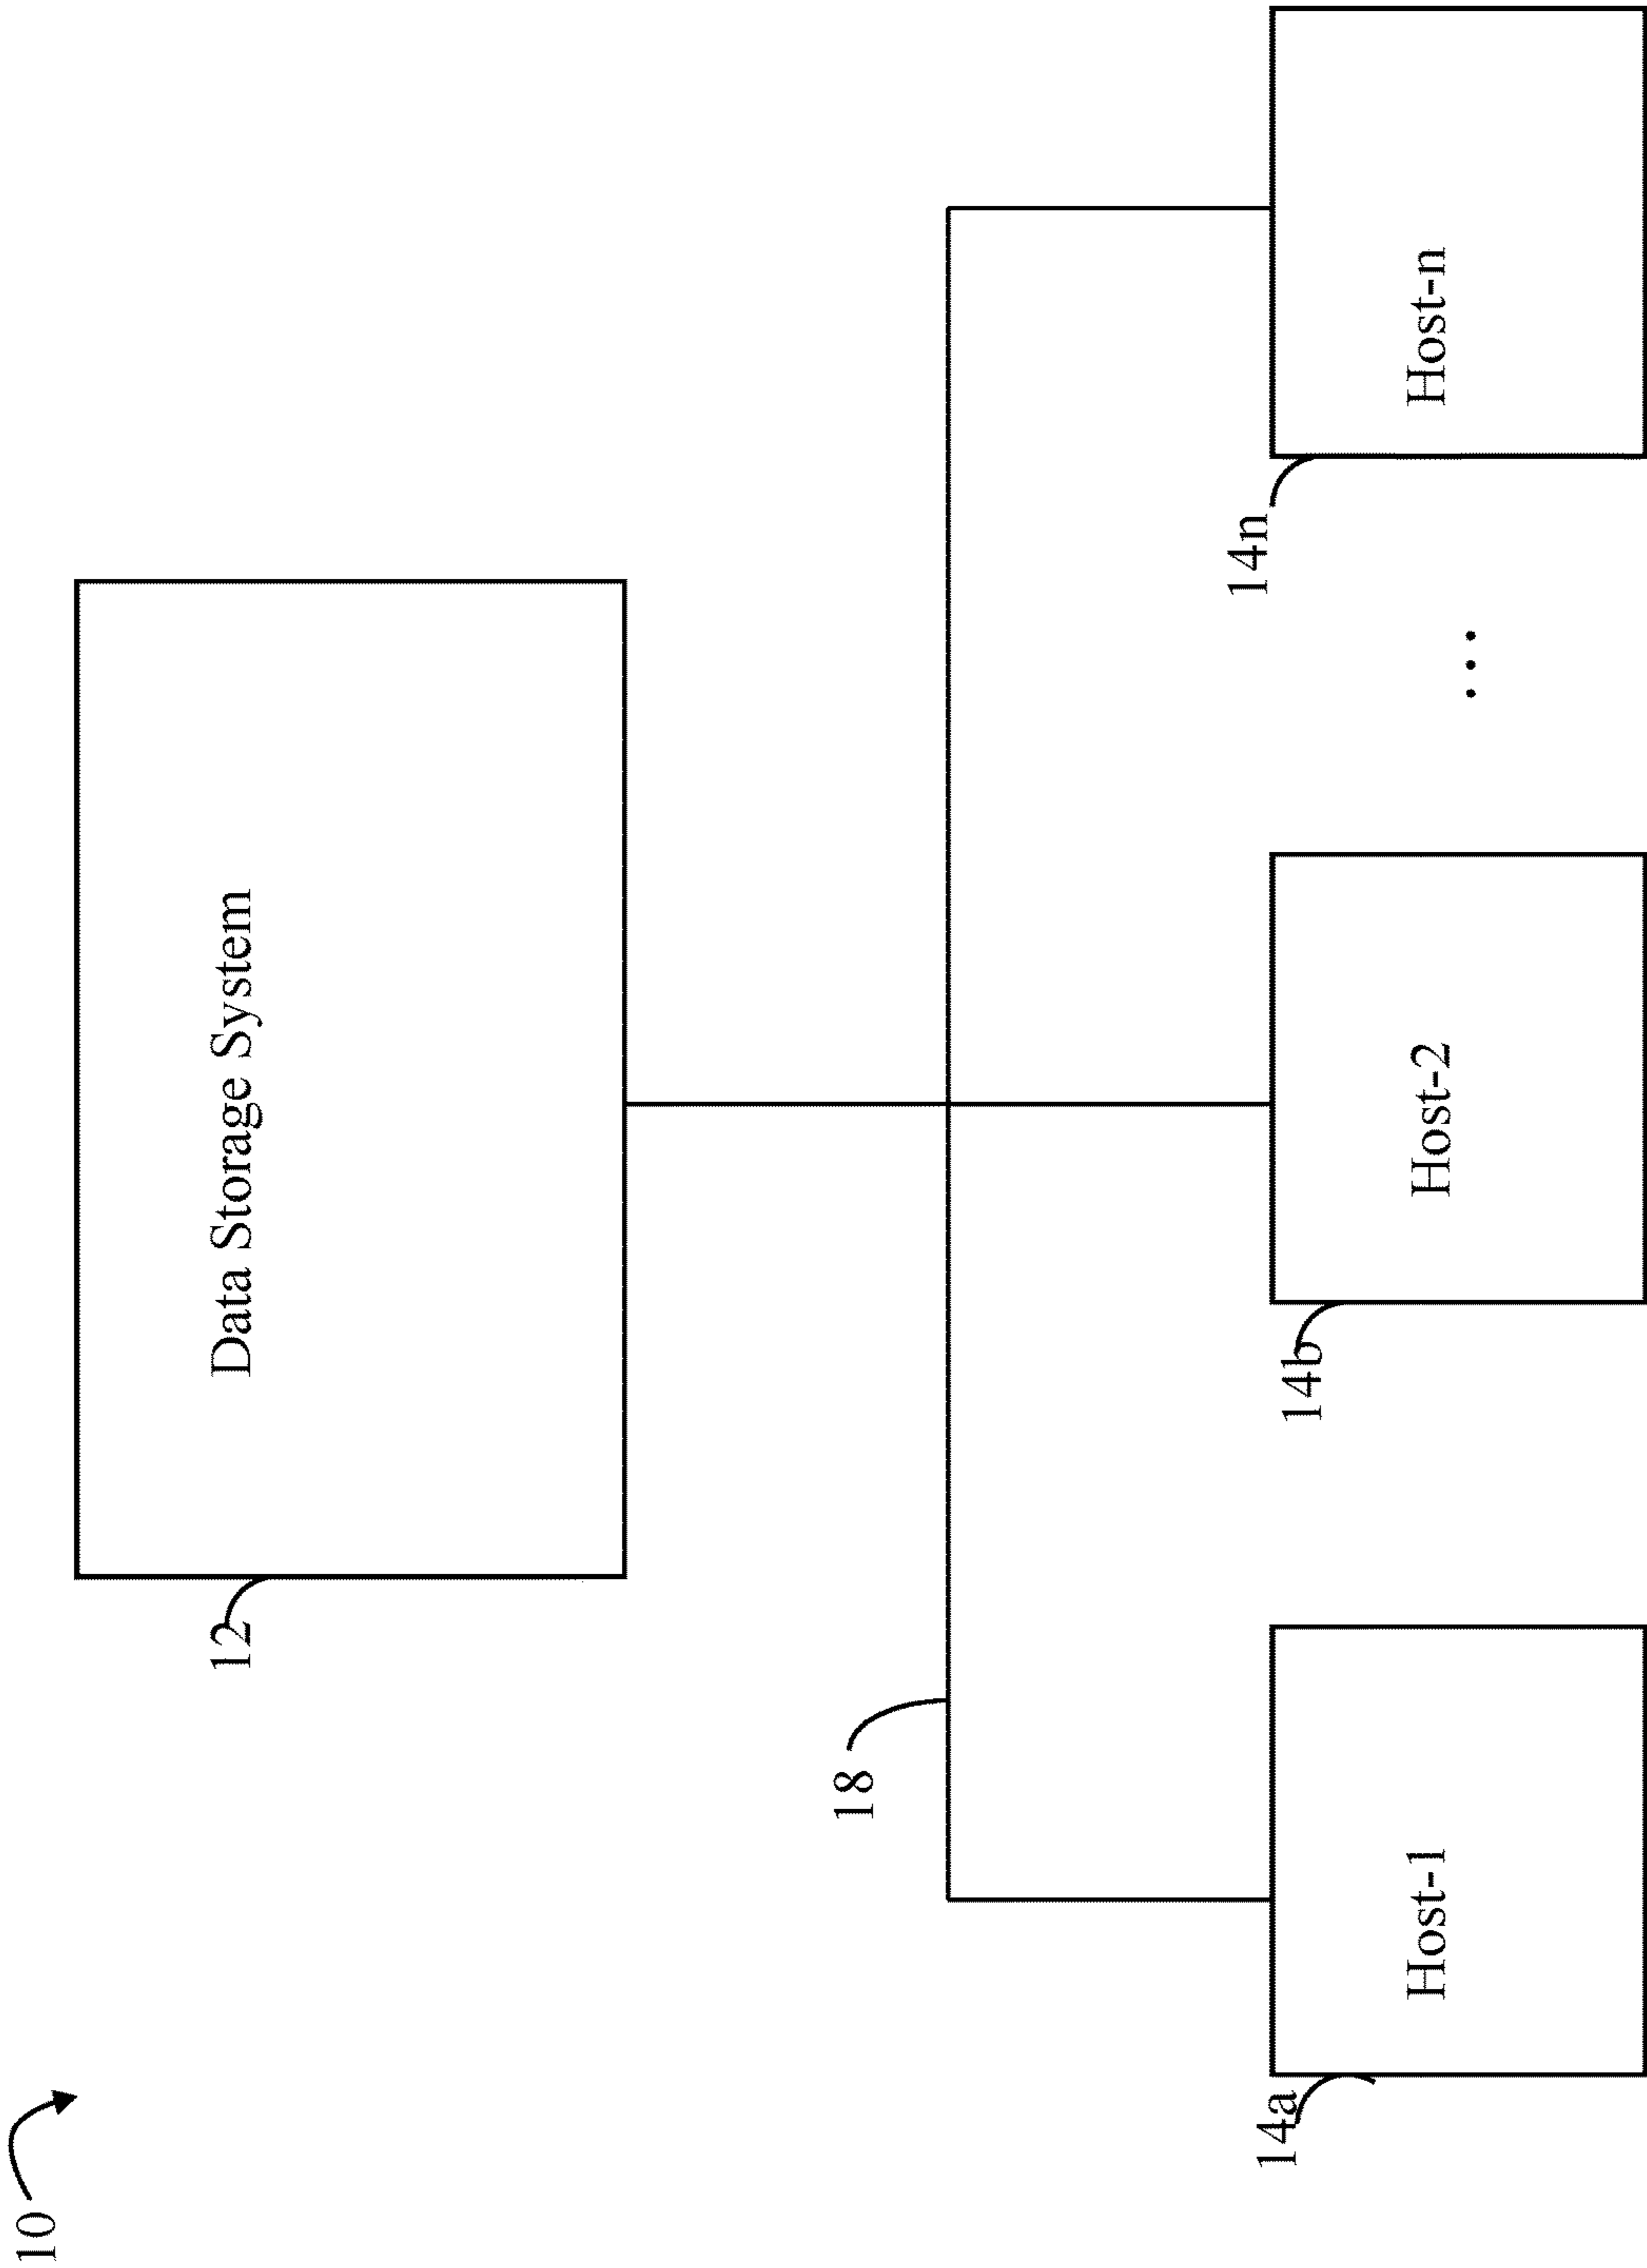 10
12
Data Storage System
18
14a
Host-1
14b
Host-2
...
14n
Host-n